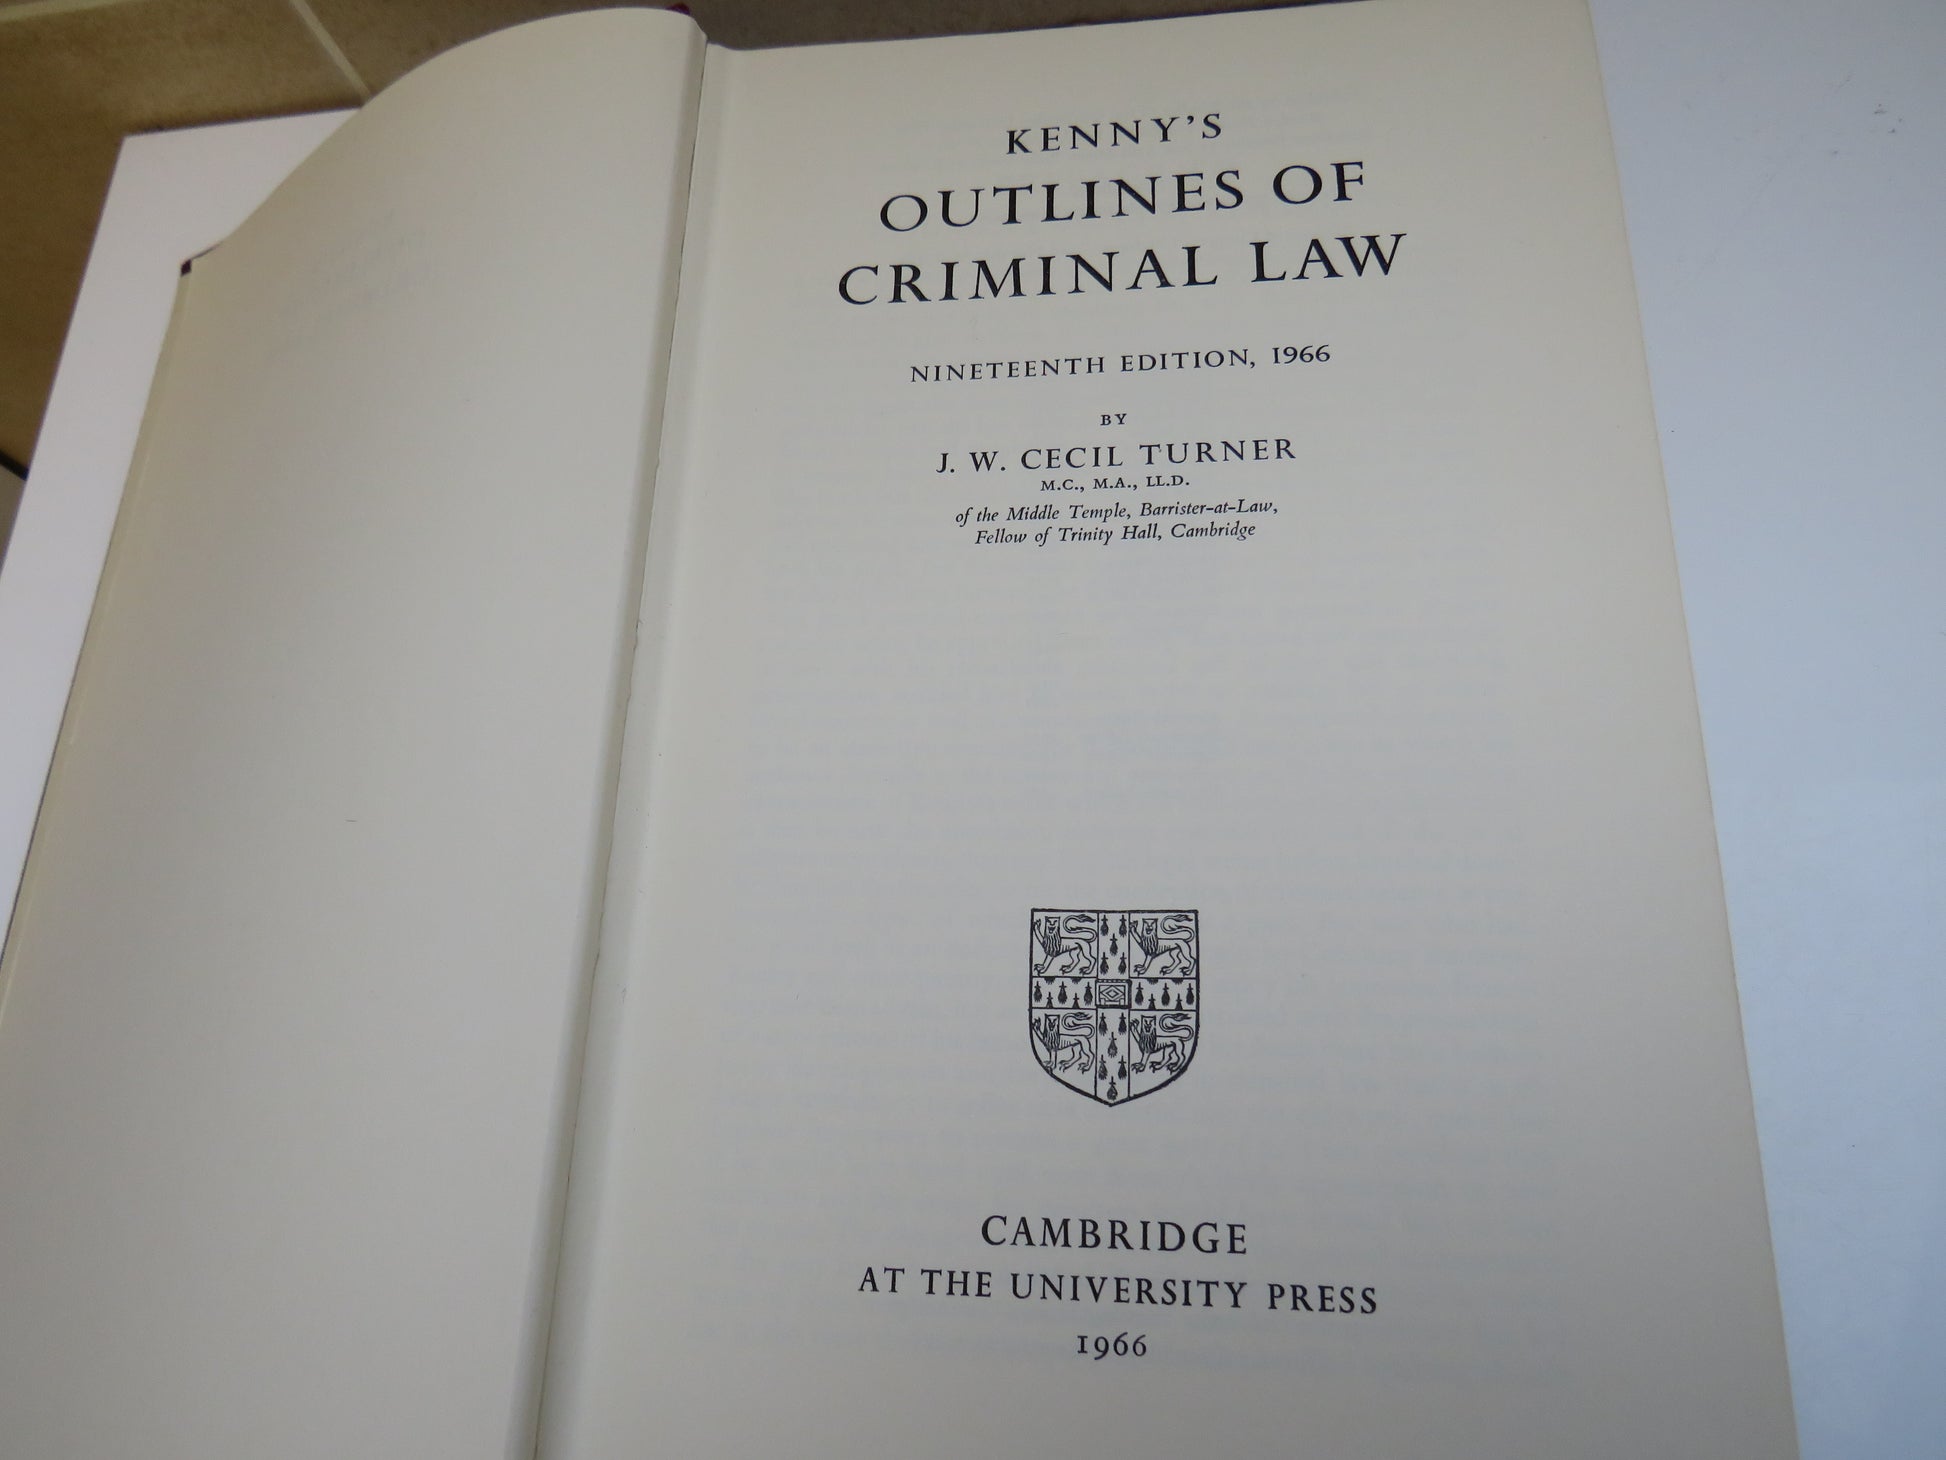 KENNY'S
OUTLINES OF
CRIMINAL LAW
NINETEENTH EDITION, 1966
BY
J. W. CECIL TURNER
M.C., M.A., LL.D.
of the Middle Temple, Barrister-at-Law,
Fellow of Trinity Hall, Cambridge
CAMBRIDGE
AT THE UNIVERSITY PRESS
1966